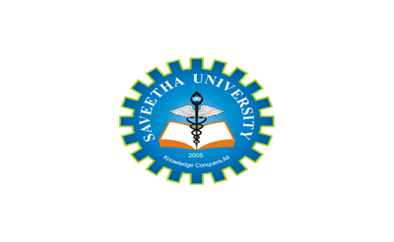 SAVEETHA UNIVERSITY
2005
Knowledge Conquers All.